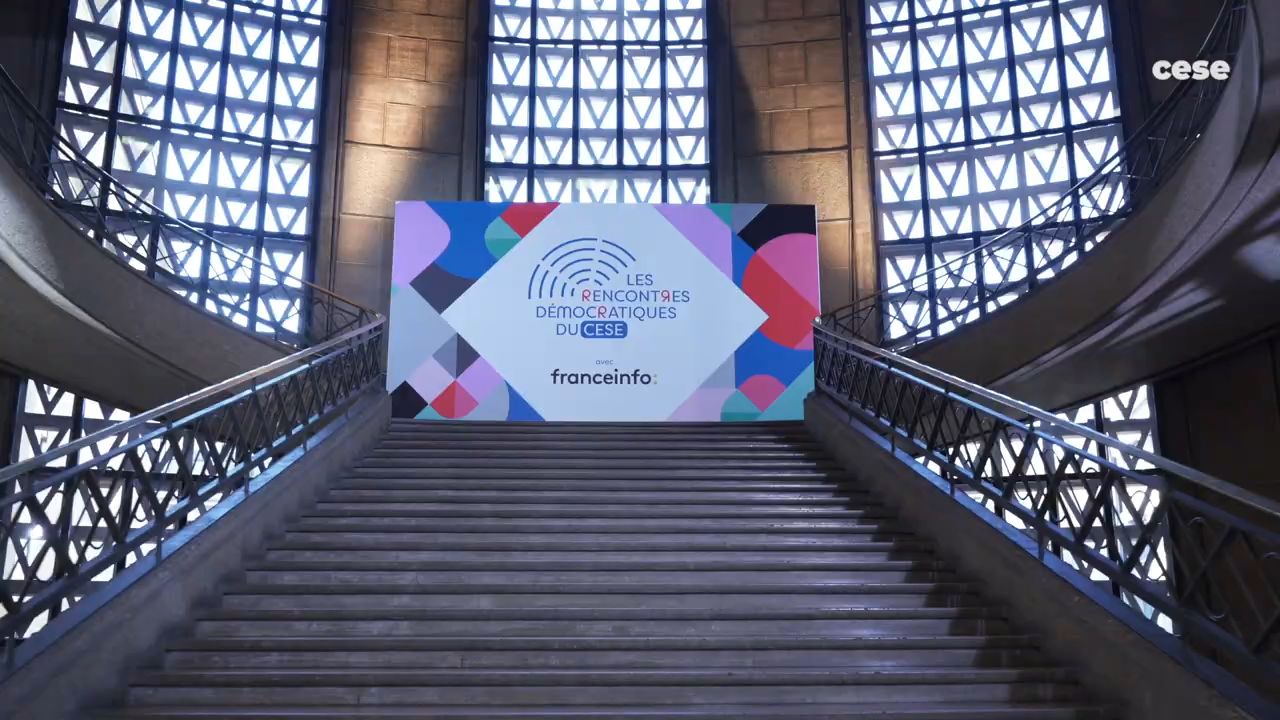 cese
LES
RENCONTRES
DÉMOCRATIQUES
DU CESE
avec
franceinfo: